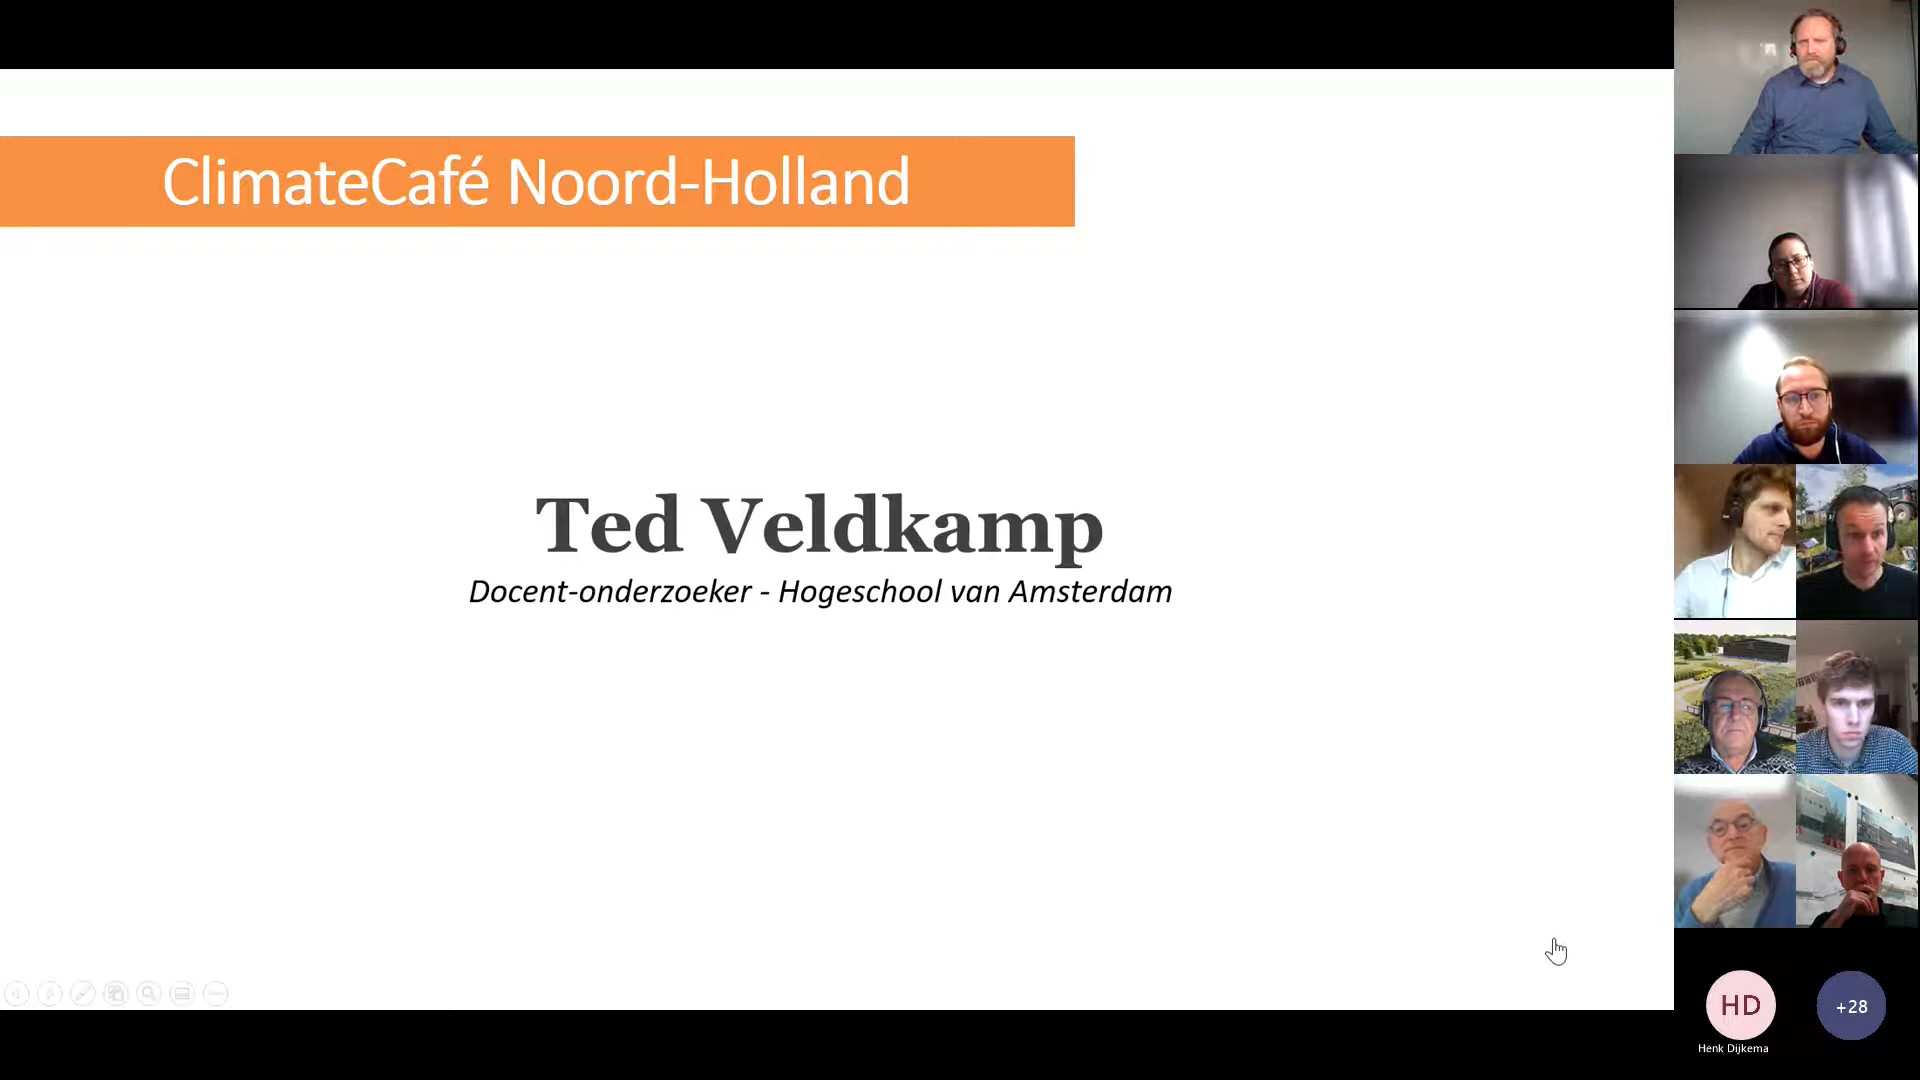 ClimateCafé Noord-Holland
Ted Veldkamp
Docent-onderzoeker - Hogeschool van Amsterdam
HD
+28
Henk Dijkema